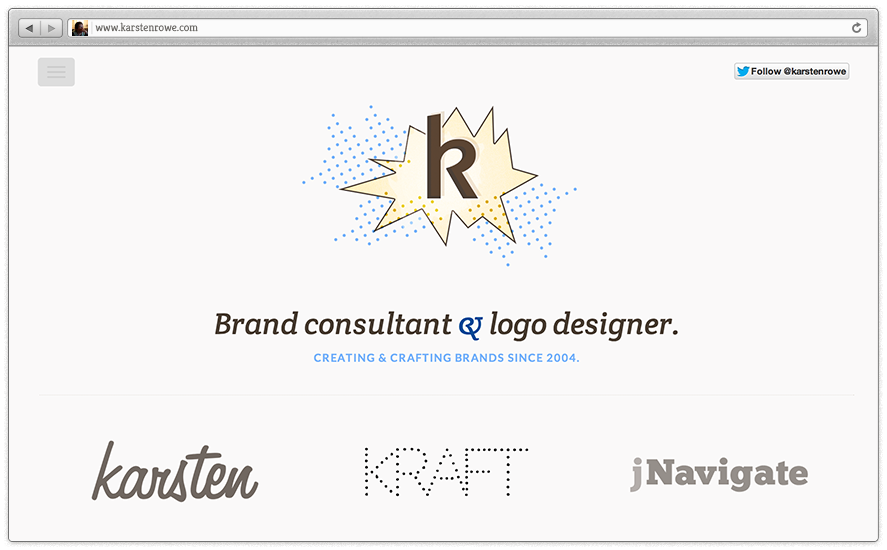 www.karstenrowe.com
Follow @karstenrowe
k
Brand consultant & logo designer.
CREATING & CRAFTING BRANDS SINCE 2004.
karsten
KRAFT
jNavigate